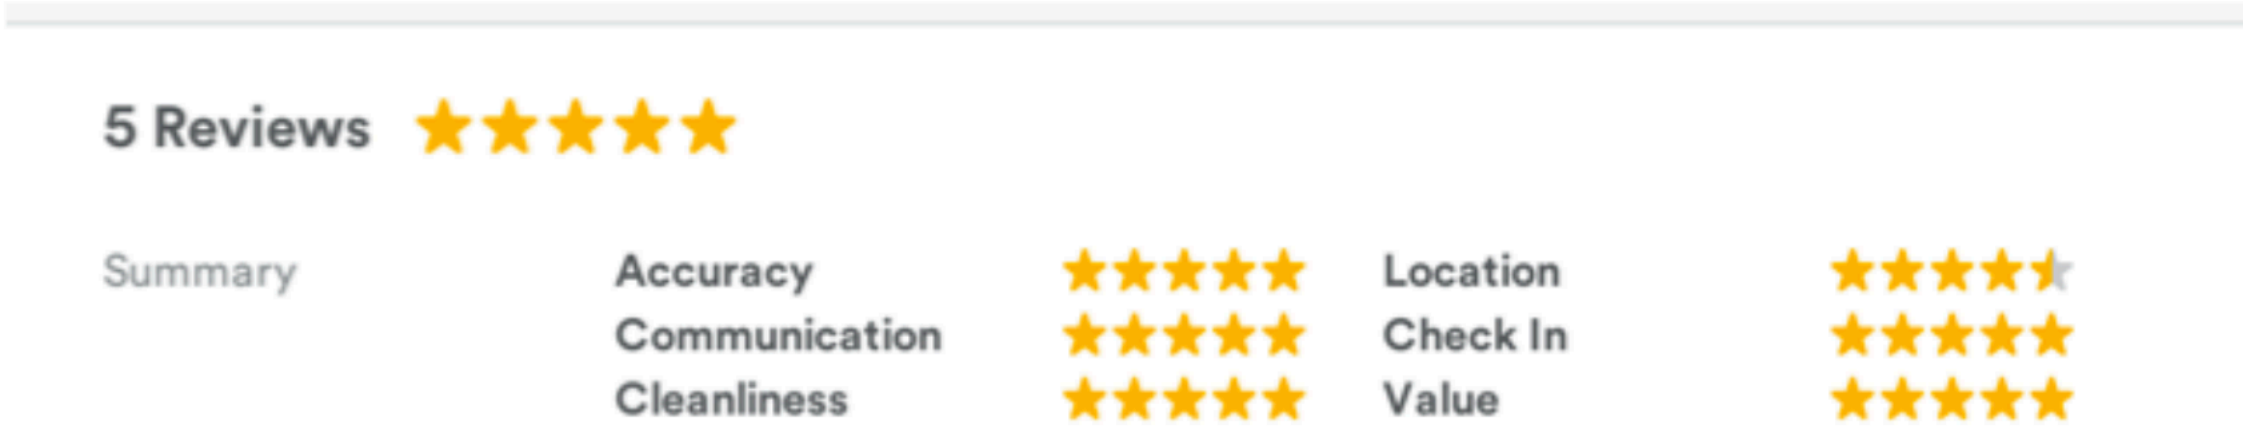 5 Reviews
Summary
Accuracy
Location
Communication
Check In
Cleanliness
Value